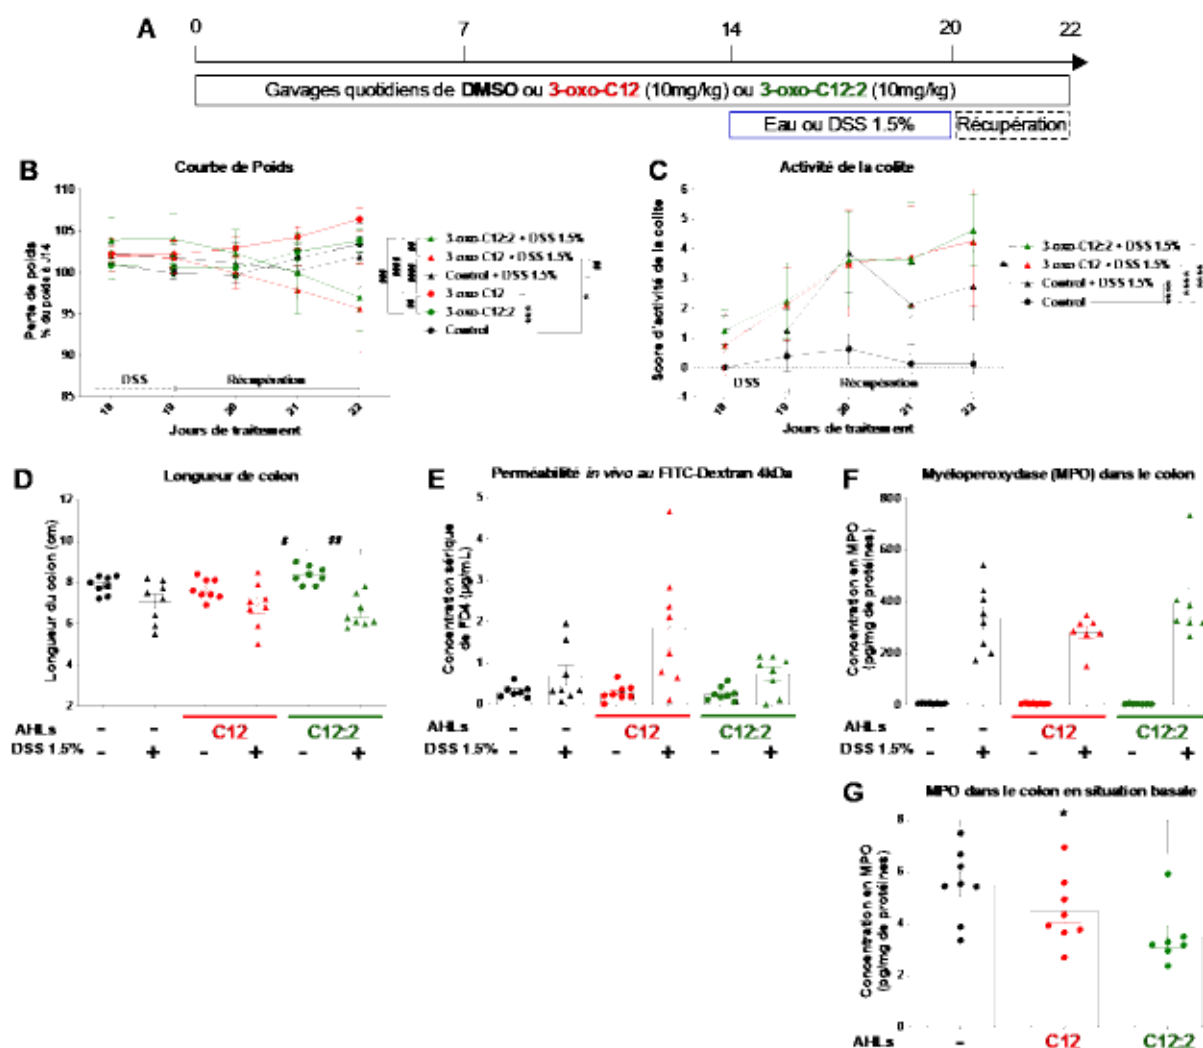 A
0 7 14 20 22
Gavages quotidiens de DMSO ou 3-oxo-C12 (10mg/kg) ou 3-oxo-C12:2 (10mg/kg)
Eau ou DSS 1.5% Récupération
B
Courbe de Poids
Perte de poids
% du poids à J14
110
105
100
95
90
85
DSS Récupération
18 19 20 21 22
Jours de traitement
3-oxo-C12:2 + DSS 1.5%
3-oxo-C12 + DSS 1.5%
Control + DSS 1.5%
3-oxo-C12
3-oxo-C12:2
Control
C
Activité de la colite
Score d'activité de la colite
6
5
4
3
2
1
0
-1
DSS Récupération
18 19 20 21 22
Jours de traitement
3-oxo-C12:2 + DSS 1.5%
3-oxo-C12 + DSS 1.5%
Control + DSS 1.5%
Control
D
Longueur de colon
Longueur du colon (cm)
12
10
8
6
4
2
AHLs - - C12 C12:2
DSS 1.5% - + - + - +
E
Perméabilité in vivo au FITC-Dextran 4kDa
Concentration sérique
de FD4 (µg/mL)
5
4
3
2
1
0
AHLs - - C12 C12:2
DSS 1.5% - + - + - +
F
Myéloperoxydase (MPO) dans le colon
Concentration en MPO
(pg/mg de protéines)
800
600
400
200
0
AHLs - - C12 C12:2
DSS 1.5% - + - + - +
G
MPO dans le colon en situation basale
Concentration en MPO
(pg/mg de protéines)
8
6
4
2
0
*
AHLs - C12 C12:2